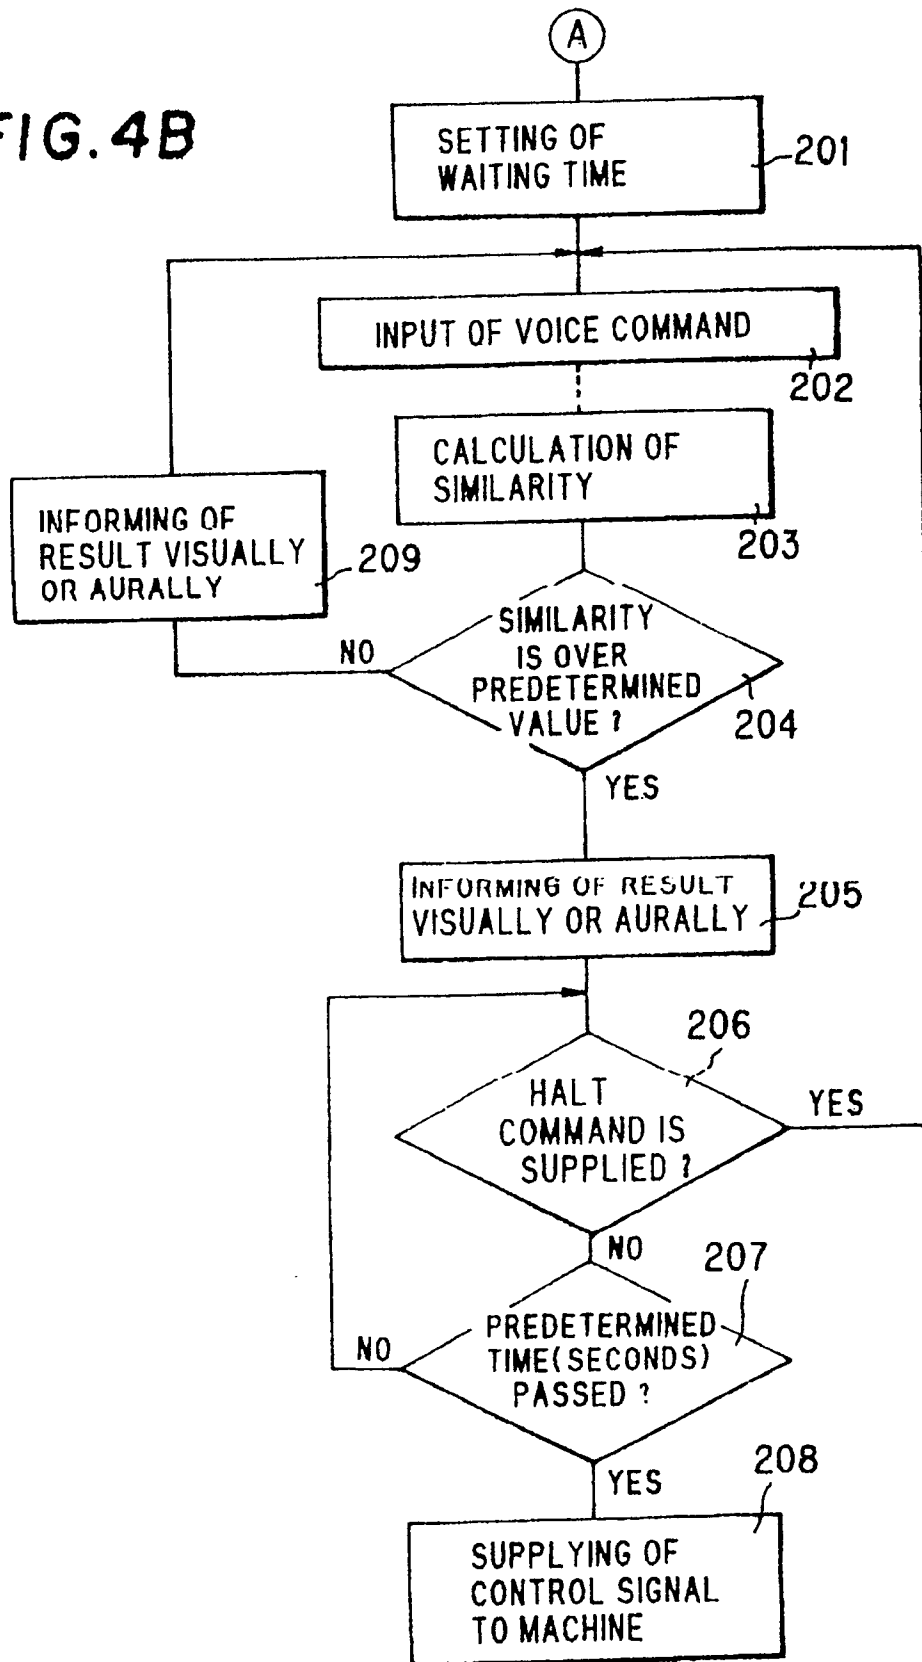 A
FIG.4B
SETTING OF
WAITING TIME
201
INPUT OF VOICE COMMAND
202
CALCULATION OF
SIMILARITY
203
INFORMING OF
RESULT VISUALLY
OR AURALLY
209
SIMILARITY
IS OVER
PREDETERMINED
VALUE ?
204
NO
YES
INFORMING OF RESULT
VISUALLY OR AURALLY
205
206
HALT
COMMAND IS
SUPPLIED ?
YES
NO
207
PREDETERMINED
TIME(SECONDS)
PASSED ?
NO
YES
208
SUPPLYING OF
CONTROL SIGNAL
TO MACHINE